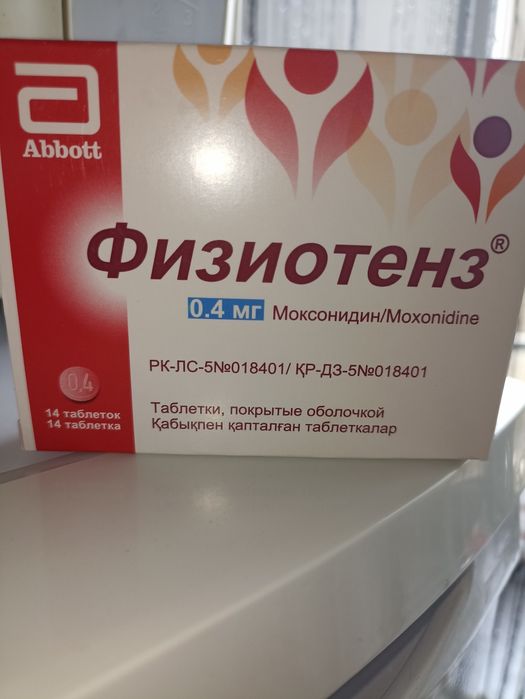 Abbott
Физиотенз®
0.4 мг Моксонидин/Moxonidine
РК-ЛС-5№018401/ ҚР-ДЗ-5№018401
0,4
14 таблеток
14 таблетка
Таблетки, покрытые оболочкой
Қабықпен қапталған таблеткалар